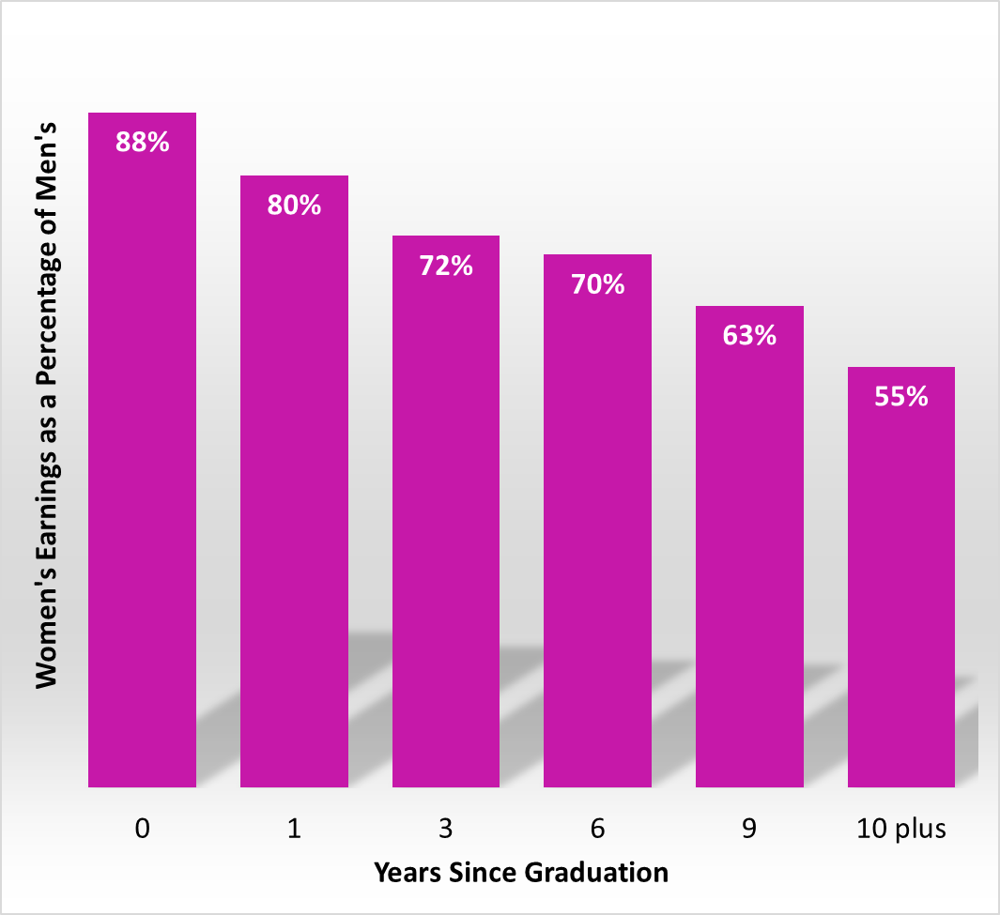 Women's Earnings as a Percentage of Men's
88%
80%
72%
70%
63%
55%
0 1 3 6 9 10 plus
Years Since Graduation